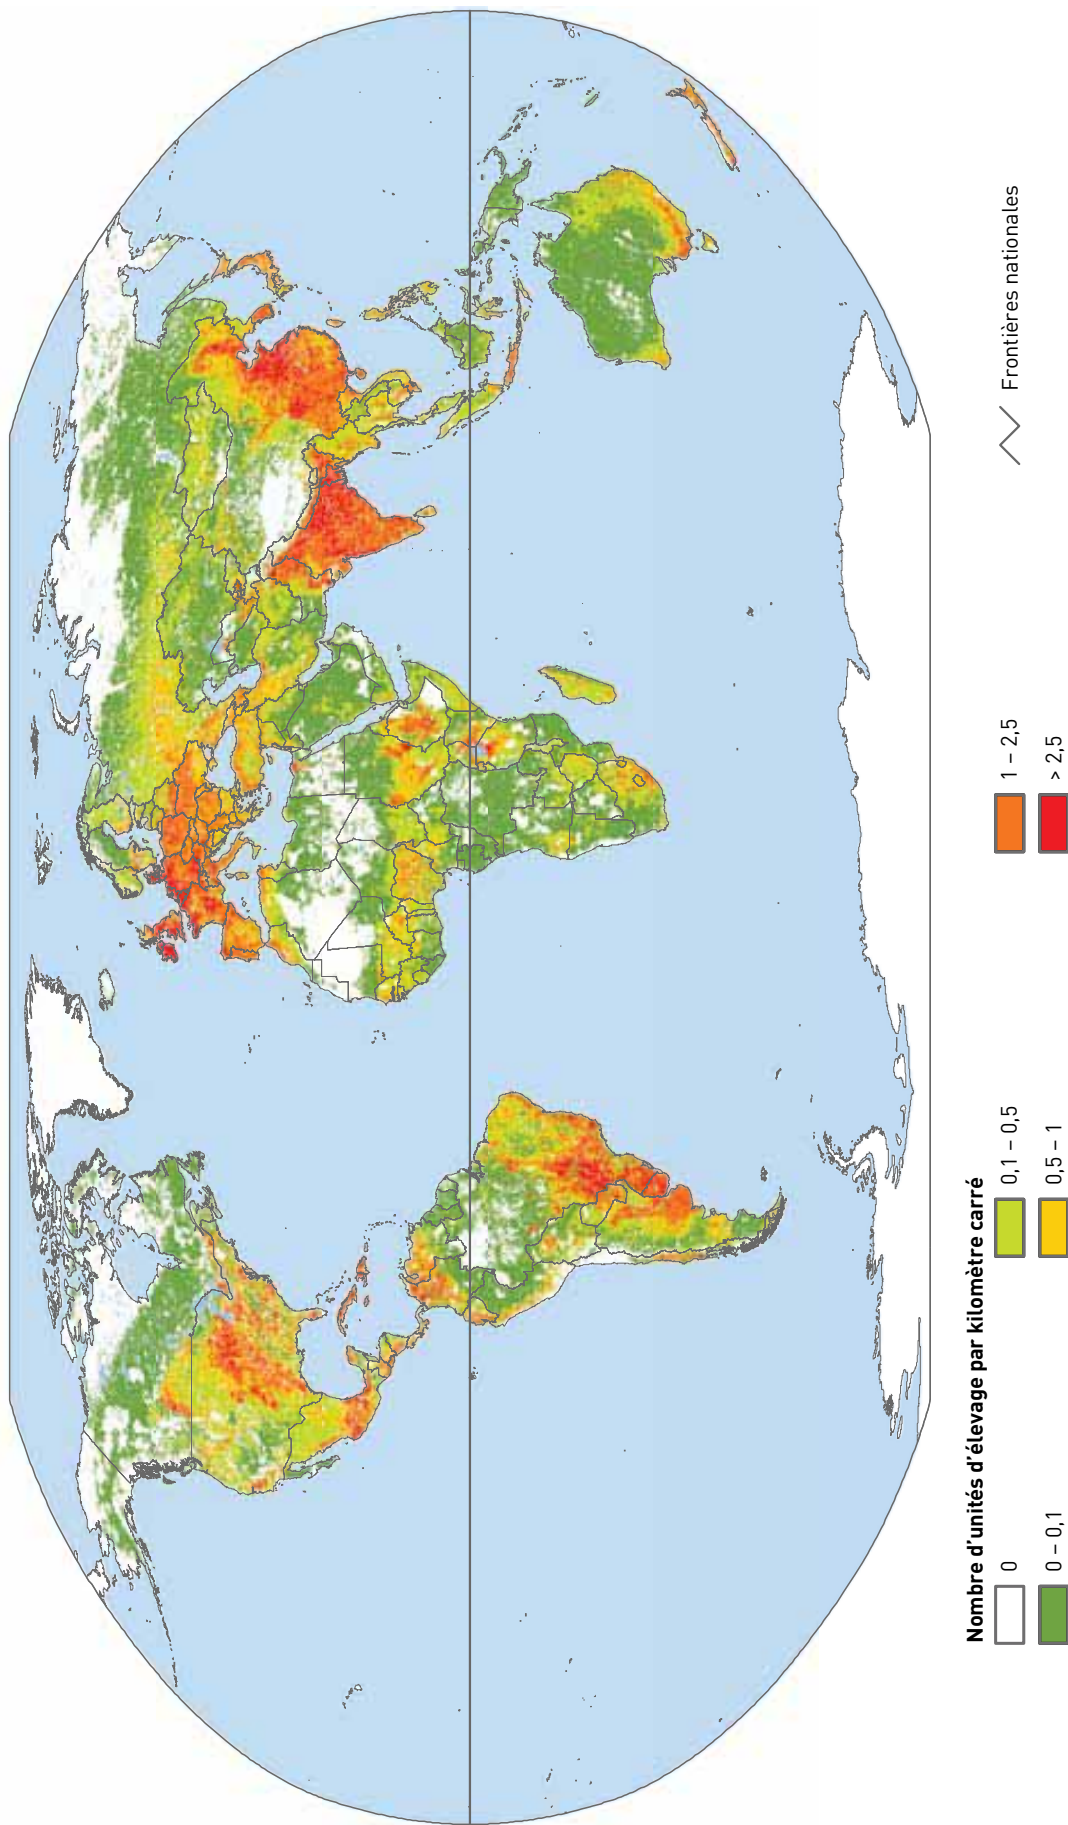 Nombre d'unités d'élevage par kilomètre carré
0
0 – 0,1
0,1 – 0,5
0,5 – 1
1 – 2,5
> 2,5
Frontières nationales